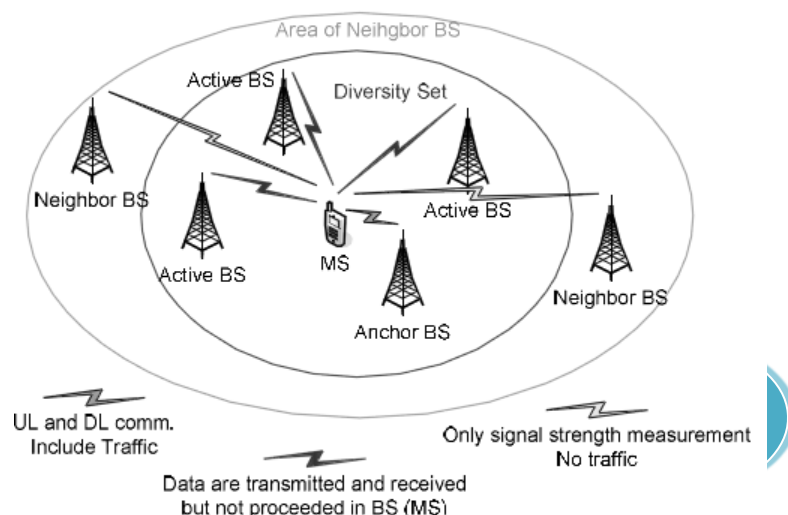 Area of Neihgbor BS
Active BS
Diversity Set
Neighbor BS
Active BS
Active BS
MS
Neighbor BS
Anchor BS
UL and DL comm.
Include Traffic
Only signal strength measurement
No traffic
Data are transmitted and received
but not proceeded in BS (MS)